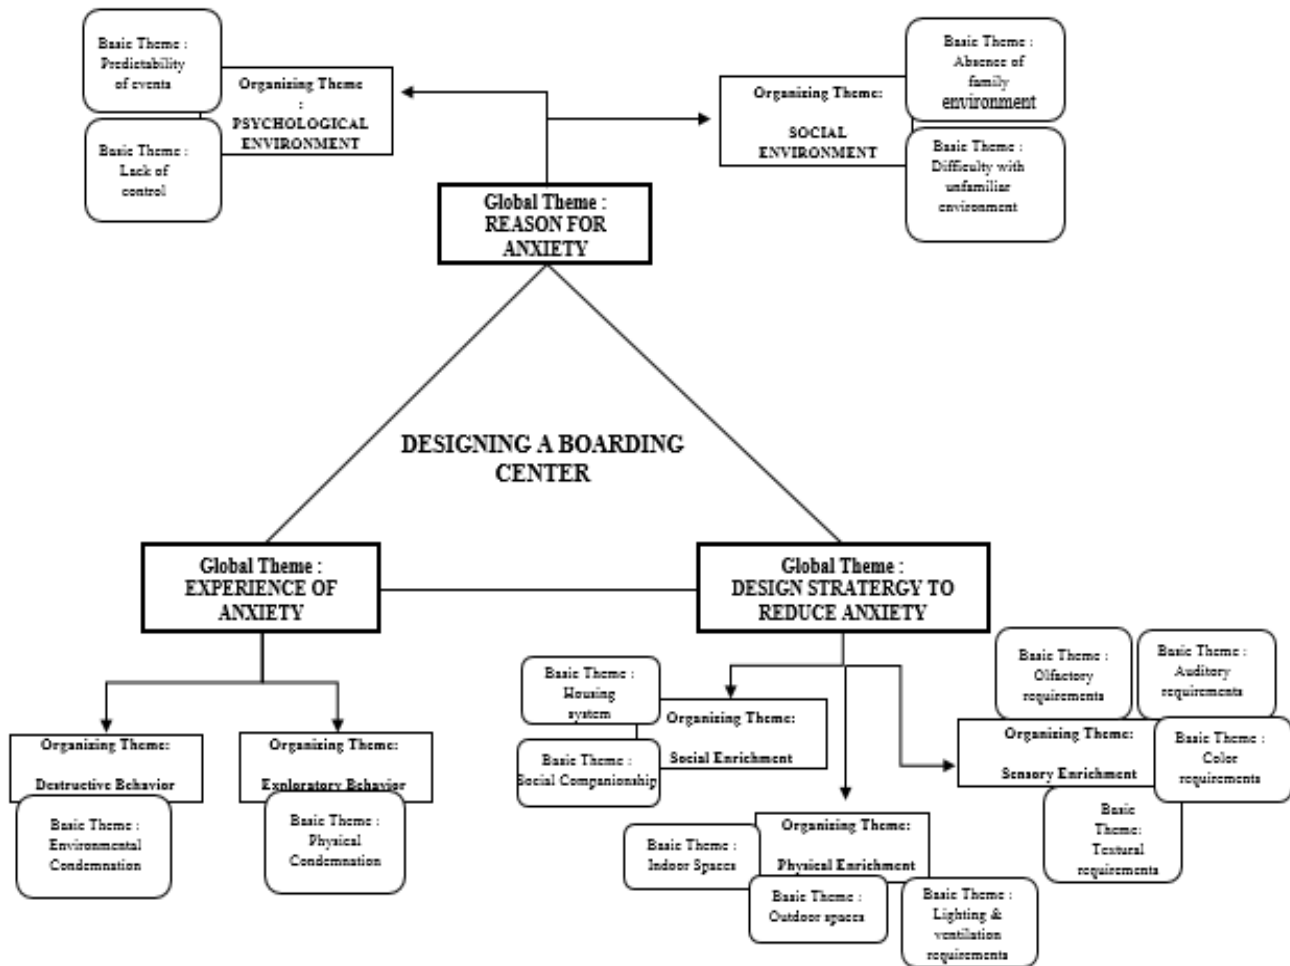 Basic Theme :
Predictability
of events
Organizing Theme
:
PSYCHOLOGICAL
ENVIRONMENT
Basic Theme :
Lack of
control
Organizing Theme:
SOCIAL
ENVIRONMENT
Basic Theme :
Absence of
family
environment
Basic Theme :
Difficulty with
unfamiliar
environment
Global Theme :
REASON FOR
ANXIETY
DESIGNING A BOARDING
CENTER
Global Theme :
EXPERIENCE OF
ANXIETY
Global Theme :
DESIGN STRATERGY TO
REDUCE ANXIETY
Organizing Theme:
Destructive Behavior
Basic Theme :
Environmental
Condemnation
Organizing Theme:
Exploratory Behavior
Basic Theme :
Physical
Condemnation
Basic Theme :
Housing
system
Organizing Theme:
Social Enrichment
Basic Theme :
Social Companionship
Organizing Theme:
Physical Enrichment
Basic Theme :
Indoor Spaces
Basic Theme :
Outdoor spaces
Basic Theme :
Lighting &
ventilation
requirements
Basic Theme :
Olfactory
requirements
Basic Theme :
Auditory
requirements
Organizing Theme:
Sensory Enrichment
Basic Theme :
Color
requirements
Basic
Theme:
Textural
requirements